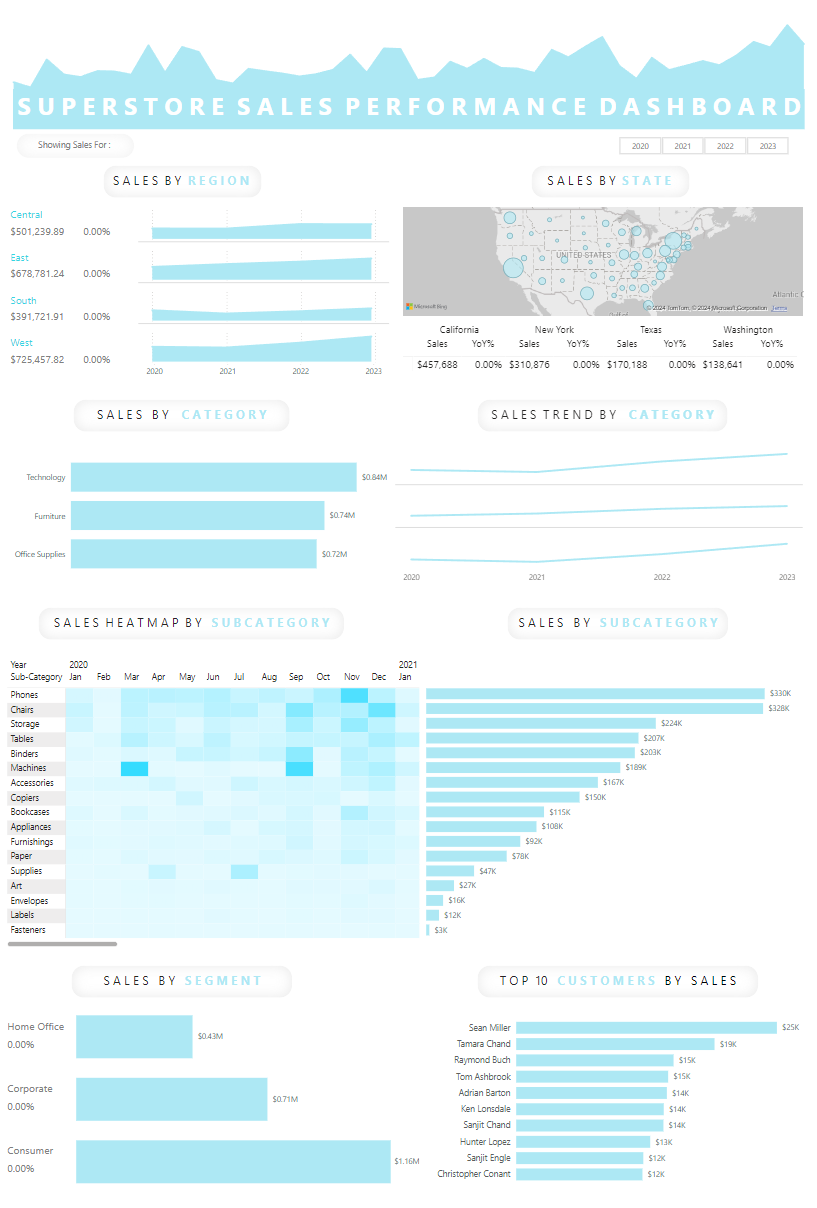 SUPERSTORE SALES PERFORMANCE DASHBOARD
Showing Sales For :
2020 2021 2022 2023
SALES BY REGION
Central
$501,239.89 0.00%
East
$678,781.24 0.00%
South
$391,721.91 0.00%
West
$725,457.82 0.00%
2020 2021 2022 2023
SALES BY STATE
UNITED STATES
Atlantic O
Microsoft Bing
© 2024 TomTom, © 2024 Microsoft Corporation Terms
California New York Texas Washington
Sales YoY% Sales YoY% Sales YoY% Sales YoY%
$457,688 0.00% $310,876 0.00% $170,188 0.00% $138,641 0.00%
SALES BY CATEGORY
Technology $0.84M
Furniture $0.74M
Office Supplies $0.72M
SALES TREND BY CATEGORY
2020 2021 2022 2023
SALES HEATMAP BY SUBCATEGORY
Year 2020 2021
Sub-Category Jan Feb Mar Apr May Jun Jul Aug Sep Oct Nov Dec Jan
Phones
Chairs
Storage
Tables
Binders
Machines
Accessories
Copiers
Bookcases
Appliances
Furnishings
Paper
Supplies
Art
Envelopes
Labels
Fasteners
SALES BY SUBCATEGORY
$330K
$328K
$224K
$207K
$203K
$189K
$167K
$150K
$115K
$108K
$92K
$78K
$47K
$27K
$16K
$12K
$3K
SALES BY SEGMENT
Home Office
0.00%
$0.43M
Corporate
0.00%
$0.71M
Consumer
0.00%
$1.16M
TOP 10 CUSTOMERS BY SALES
Sean Miller $25K
Tamara Chand $19K
Raymond Buch $15K
Tom Ashbrook $15K
Adrian Barton $14K
Ken Lonsdale $14K
Sanjit Chand $14K
Hunter Lopez $13K
Sanjit Engle $12K
Christopher Conant $12K